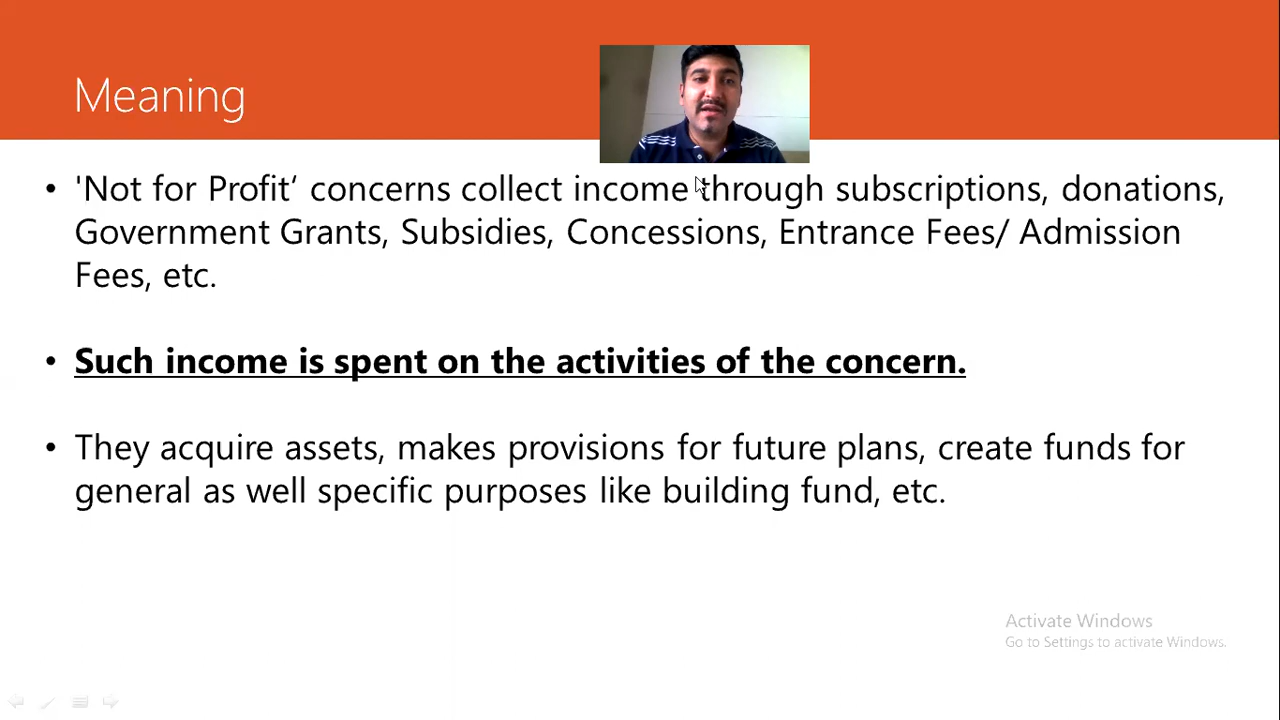 Meaning
• 'Not for Profit‘ concerns collect income through subscriptions, donations,
Government Grants, Subsidies, Concessions, Entrance Fees/ Admission
Fees, etc.
• Such income is spent on the activities of the concern.
• They acquire assets, makes provisions for future plans, create funds for
general as well specific purposes like building fund, etc.
Activate Windows
Go to Settings to activate Windows.